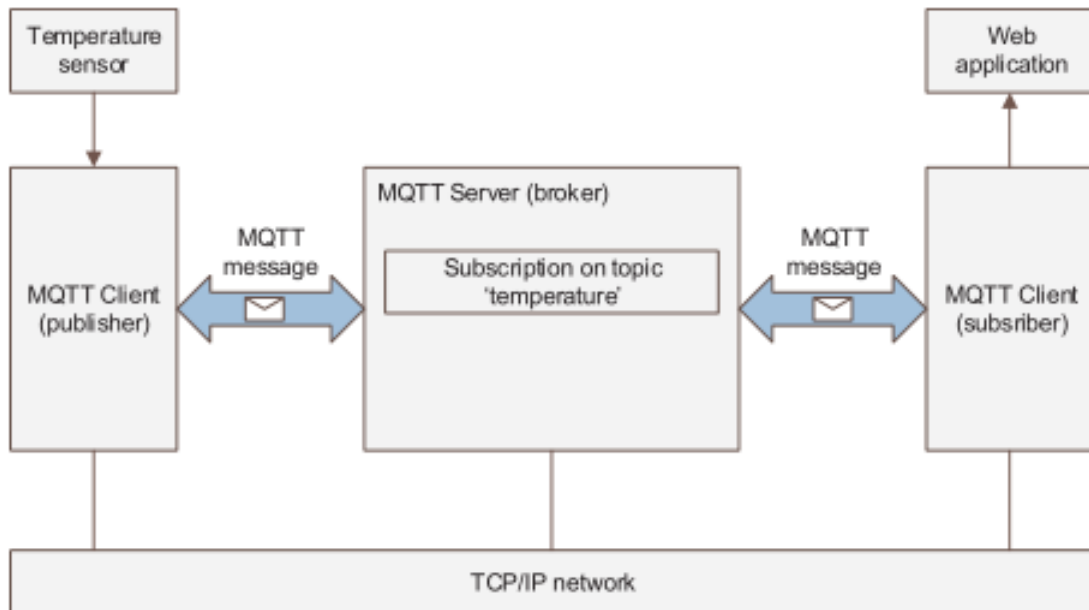 Temperature
sensor
Web
application
MQTT Server (broker)
MQTT
message
MQTT
message
Subscription on topic
‘temperature’
MQTT Client
(publisher)
MQTT Client
(subsriber)
TCP/IP network